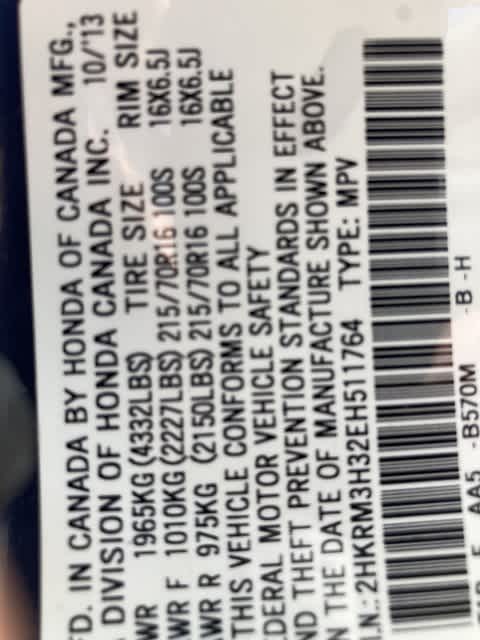 FD. IN CANADA BY HONDA OF CANADA MFG.,
DIVISION OF HONDA CANADA INC. 10/'13
WR 1965KG (4332LBS) TIRE SIZE RIM SIZE
WR F 1010KG (2227LBS) 215/70R16 100S 16X6.5J
WR R 975KG (2150LBS) 215/70R16 100S 16X6.5J
THIS VEHICLE CONFORMS TO ALL APPLICABLE
DERAL MOTOR VEHICLE SAFETY
ND THEFT PREVENTION STANDARDS IN EFFECT
N THE DATE OF MANUFACTURE SHOWN ABOVE.
N.: 2HKRM3H32EH511764 TYPE: MPV
AA5 -B570M -B -H